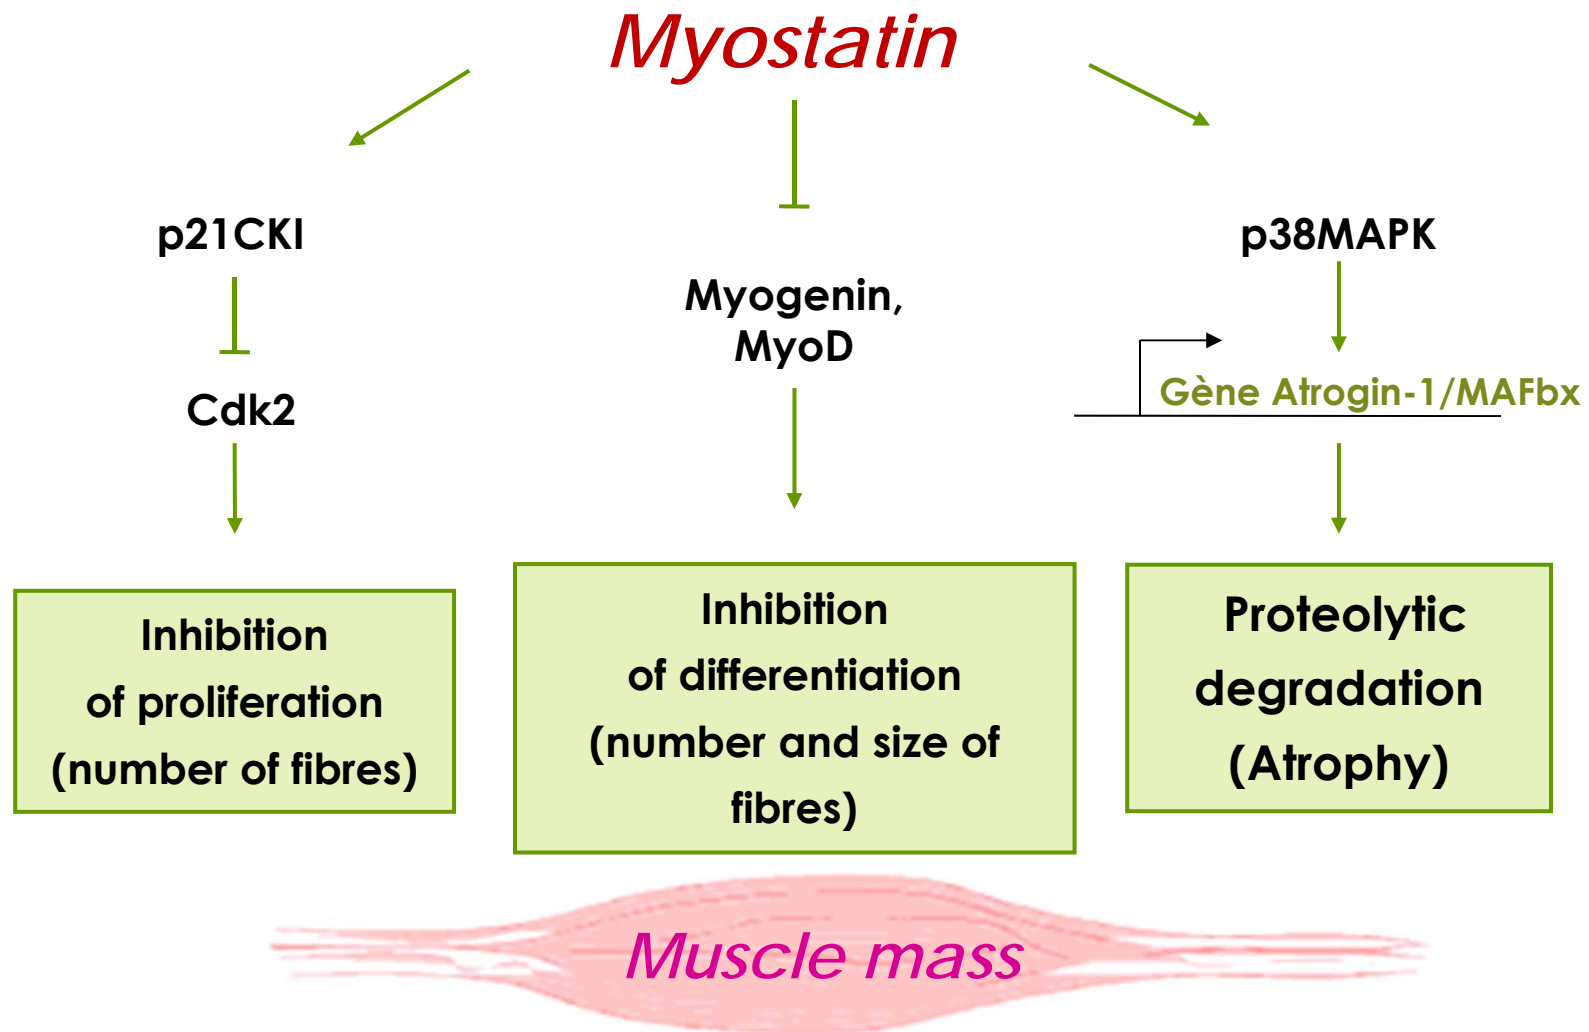 Myostatin
p21CKI
Cdk2
Inhibition
of proliferation
(number of fibres)
Myogenin,
MyoD
Inhibition
of differentiation
(number and size of
fibres)
p38MAPK
Gène Atrogin-1/MAFbx
Proteolytic
degradation
(Atrophy)
Muscle mass